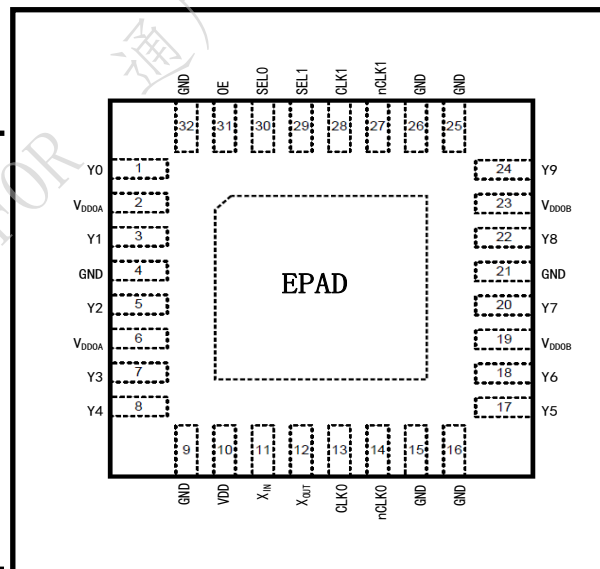 通)
FOR
GND OE SEL0 SEL1 CLK1 nCLK1 GND GND
32 31 30 29 28 27 26 25
Y0 1 24 Y9
VDDOA 2 23 VDDOB
Y1 3 22 Y8
GND 4 21 GND
EPAD
Y2 5 20 Y7
VDDOA 6 19 VDDOB
Y3 7 18 Y6
Y4 8 17 Y5
9 10 11 12 13 14 15 16
GND VDD XIN XOUT CLK0 nCLK0 GND GND